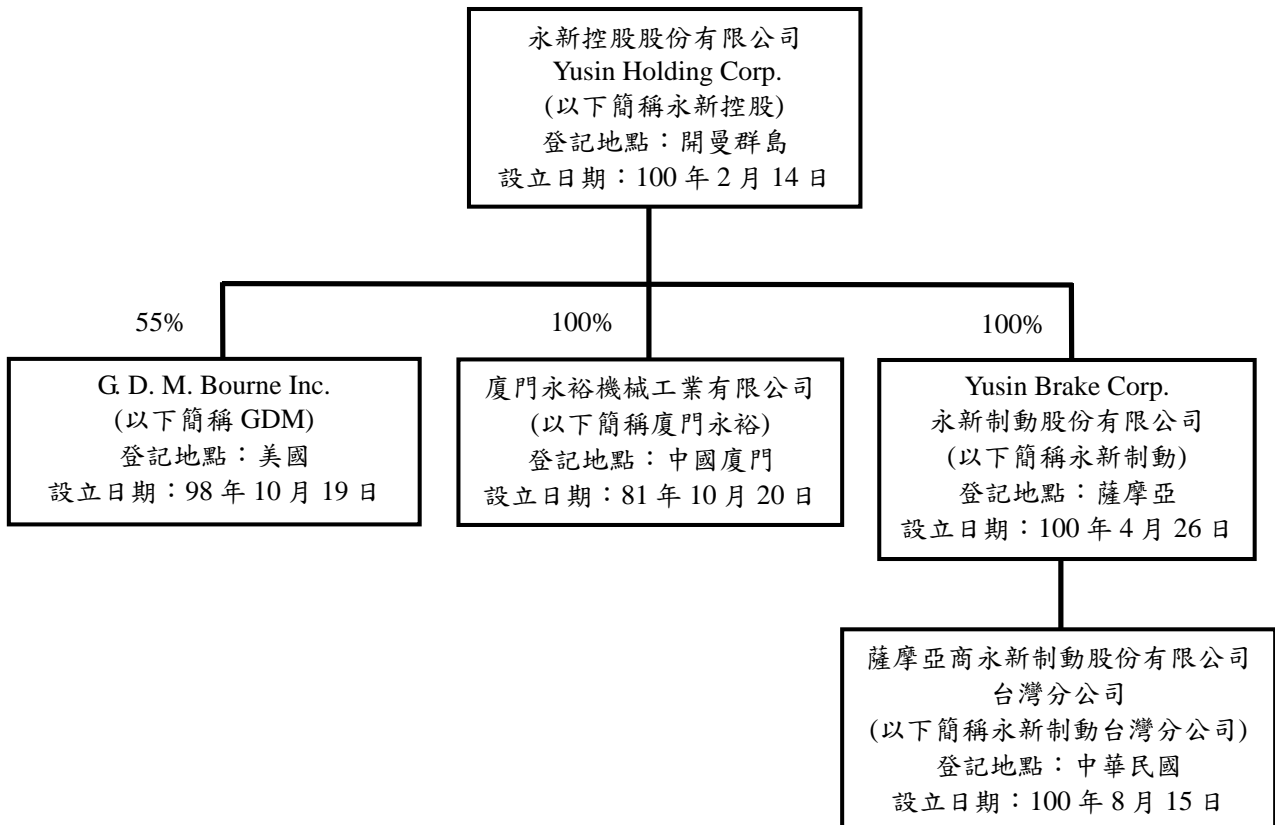 永新控股股份有限公司
Yusin Holding Corp.
(以下簡稱永新控股)
登記地點：開曼群島
設立日期：100 年 2 月 14 日
55%
100%
100%
G. D. M. Bourne Inc.
(以下簡稱 GDM)
登記地點：美國
設立日期：98 年 10 月 19 日
廈門永裕機械工業有限公司
(以下簡稱廈門永裕)
登記地點：中國廈門
設立日期：81 年 10 月 20 日
Yusin Brake Corp.
永新制動股份有限公司
(以下簡稱永新制動)
登記地點：薩摩亞
設立日期：100 年 4 月 26 日
薩摩亞商永新制動股份有限公司
台灣分公司
(以下簡稱永新制動台灣分公司)
登記地點：中華民國
設立日期：100 年 8 月 15 日